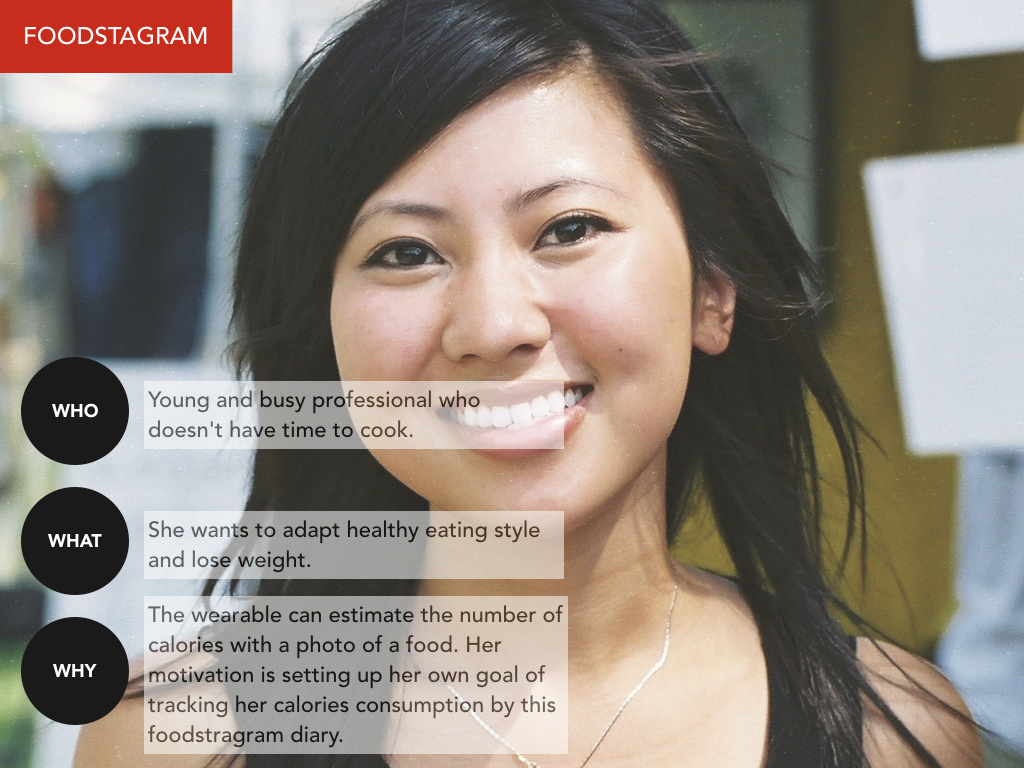 FOODSTAGRAM
WHO
Young and busy professional who
doesn't have time to cook.
WHAT
She wants to adapt healthy eating style
and lose weight.
WHY
The wearable can estimate the number of
calories with a photo of a food. Her
motivation is setting up her own goal of
tracking her calories consumption by this
foodstragram diary.